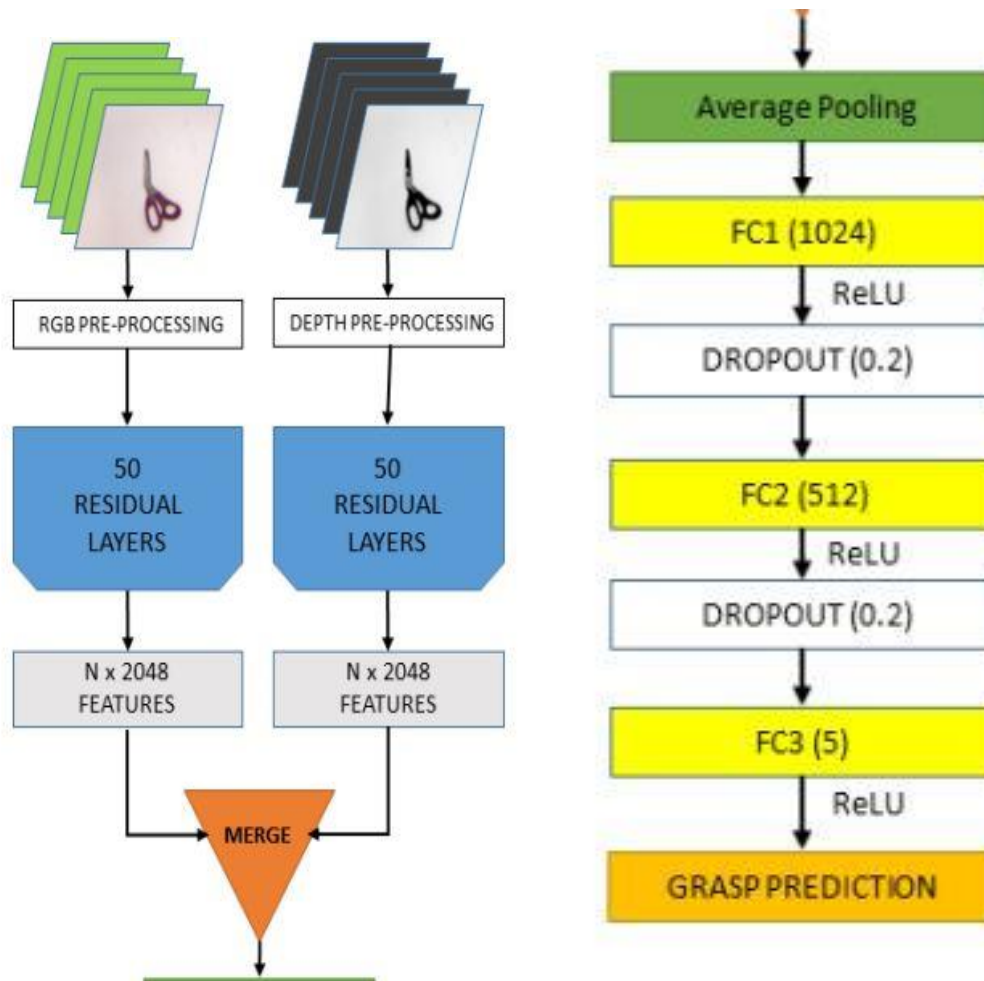 RGB PRE-PROCESSING
DEPTH PRE-PROCESSING
50
RESIDUAL
LAYERS
50
RESIDUAL
LAYERS
N x 2048
FEATURES
N x 2048
FEATURES
MERGE
Average Pooling
FC1 (1024)
ReLU
DROPOUT (0.2)
FC2 (512)
ReLU
DROPOUT (0.2)
FC3 (5)
ReLU
GRASP PREDICTION